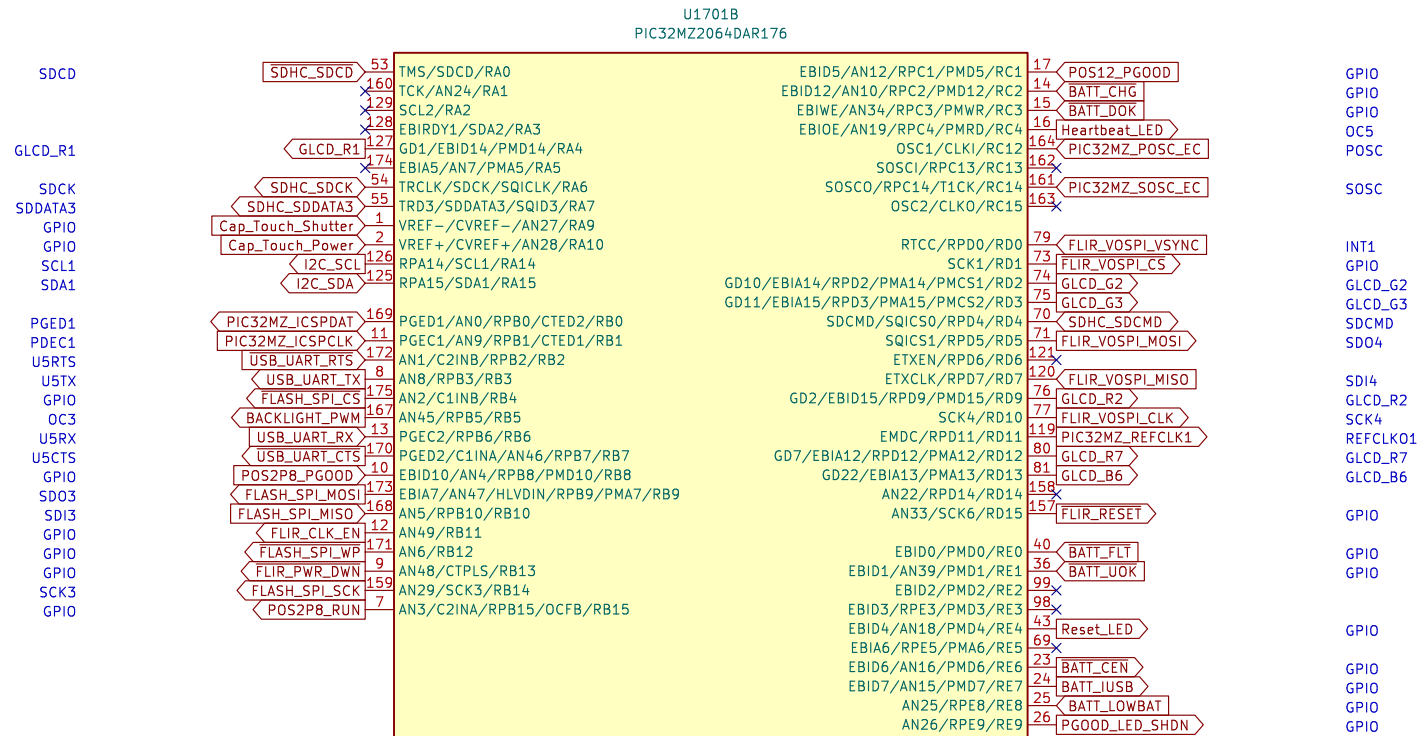 U1701B
PIC32MZ2064DAR176
SDCD SDHC_SDCD 53 TMS/SDCD/RA0 EBID5/AN12/RPC1/PMD5/RC1 17 POS12_PGOOD GPIO
160 TCK/AN24/RA1 EBID12/AN10/RPC2/PMD12/RC2 14 BATT_CHG GPIO
129 SCL2/RA2 EBIWE/AN34/RPC3/PMWR/RC3 15 BATT_DOK GPIO
128 EBIRDY1/SDA2/RA3 EBIOE/AN19/RPC4/PMRD/RC4 16 Heartbeat_LED OC5
GLCD_R1 GLCD_R1 127 GD1/EBID14/PMD14/RA4 OSC1/CLKI/RC12 164 PIC32MZ_POSC_EC POSC
174 EBIA5/AN7/PMA5/RA5 SOSCI/RPC13/RC13 162
SDCK SDHC_SDCK 54 TRCLK/SDCK/SQICLK/RA6 SOSCO/RPC14/T1CK/RC14 161 PIC32MZ_SOSC_EC SOSC
SDDATA3 SDHC_SDDATA3 55 TRD3/SDDATA3/SQID3/RA7 OSC2/CLKO/RC15 163
GPIO Cap_Touch_Shutter 1 VREF-/CVREF-/AN27/RA9
GPIO Cap_Touch_Power 2 VREF+/CVREF+/AN28/RA10 RTCC/RPD0/RD0 79 FLIR_VOSPI_VSYNC INT1
SCL1 I2C_SCL 126 RPA14/SCL1/RA14 SCK1/RD1 73 FLIR_VOSPI_CS GPIO
SDA1 I2C_SDA 125 RPA15/SDA1/RA15 GD10/EBIA14/RPD2/PMA14/PMCS1/RD2 74 GLCD_G2 GLCD_G2
GD11/EBIA15/RPD3/PMA15/PMCS2/RD3 75 GLCD_G3 GLCD_G3
PGED1 PIC32MZ_ICSPDAT 169 PGED1/AN0/RPB0/CTED2/RB0 SDCMD/SQICS0/RPD4/RD4 70 SDHC_SDCMD SDCMD
PDEC1 PIC32MZ_ICSPCLK 11 PGEC1/AN9/RPB1/CTED1/RB1 SQICS1/RPD5/RD5 71 FLIR_VOSPI_MOSI SDO4
U5RTS USB_UART_RTS 172 AN1/C2INB/RPB2/RB2 ETXEN/RPD6/RD6 121
U5TX USB_UART_TX 8 AN8/RPB3/RB3 ETXCLK/RPD7/RD7 120 FLIR_VOSPI_MISO SDI4
GPIO FLASH_SPI_CS 175 AN2/C1INB/RB4 GD2/EBID15/RPD9/PMD15/RD9 76 GLCD_R2 GLCD_R2
OC3 BACKLIGHT_PWM 167 AN45/RPB5/RB5 SCK4/RD10 77 FLIR_VOSPI_CLK SCK4
U5RX USB_UART_RX 13 PGEC2/RPB6/RB6 EMDC/RPD11/RD11 119 PIC32MZ_REFCLK1 REFCLKO1
U5CTS USB_UART_CTS 170 PGED2/C1INA/AN46/RPB7/RB7 GD7/EBIA12/RPD12/PMA12/RD12 80 GLCD_R7 GLCD_R7
GPIO POS2P8_PGOOD 10 EBID10/AN4/RPB8/PMD10/RB8 GD22/EBIA13/PMA13/RD13 81 GLCD_B6 GLCD_B6
SDO3 FLASH_SPI_MOSI 173 EBIA7/AN47/HLVDIN/RPB9/PMA7/RB9 AN22/RPD14/RD14 158
SDI3 FLASH_SPI_MISO 168 AN5/RPB10/RB10 AN33/SCK6/RD15 157 FLIR_RESET GPIO
GPIO FLIR_CLK_EN 12 AN49/RB11
GPIO FLASH_SPI_WP 171 AN6/RB12 EBID0/PMD0/RE0 40 BATT_FLT GPIO
GPIO FLIR_PWR_DWN 9 AN48/CTPLS/RB13 EBID1/AN39/PMD1/RE1 36 BATT_UOK GPIO
SCK3 FLASH_SPI_SCK 159 AN29/SCK3/RB14 EBID2/PMD2/RE2 99
GPIO POS2P8_RUN 7 AN3/C2INA/RPB15/OCFB/RB15 EBID3/RPE3/PMD3/RE3 98
EBID4/AN18/PMD4/RE4 43 Reset_LED GPIO
EBIA6/RPE5/PMA6/RE5 69
EBID6/AN16/PMD6/RE6 23 BATT_CEN GPIO
EBID7/AN15/PMD7/RE7 24 BATT_IUSB GPIO
AN25/RPE8/RE8 25 BATT_LOWBAT GPIO
AN26/RPE9/RE9 26 PGOOD_LED_SHDN GPIO